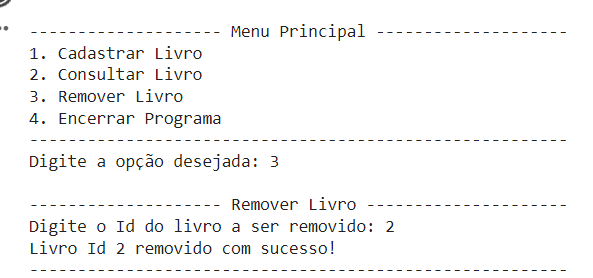 -------------------- Menu Principal --------------------
1. Cadastrar Livro
2. Consultar Livro
3. Remover Livro
4. Encerrar Programa
--------------------------------------------------------
Digite a opção desejada: 3
-------------------- Remover Livro ---------------------
Digite o Id do livro a ser removido: 2
Livro Id 2 removido com sucesso!
--------------------------------------------------------